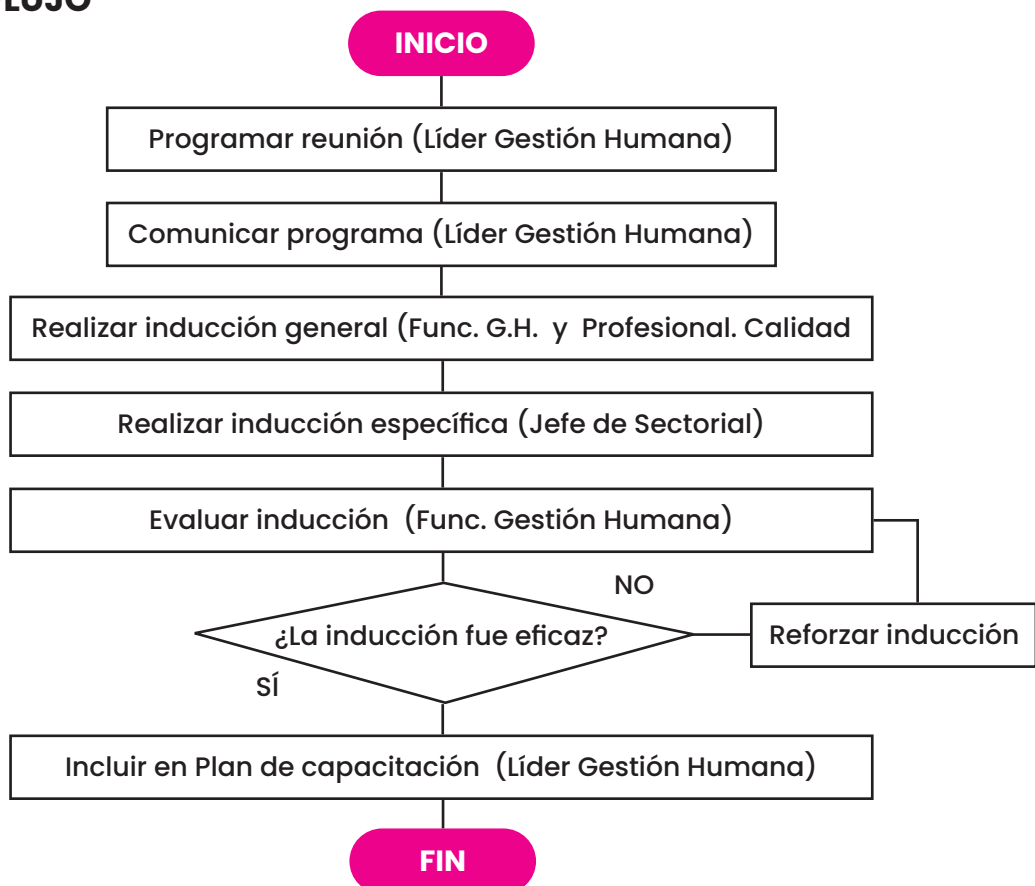 INICIO
Programar reunión (Líder Gestión Humana)
Comunicar programa (Líder Gestión Humana)
Realizar inducción general (Func. G.H. y Profesional. Calidad
Realizar inducción específica (Jefe de Sectorial)
Evaluar inducción (Func. Gestión Humana)
NO
¿La inducción fue eficaz?
Reforzar inducción
SÍ
Incluir en Plan de capacitación (Líder Gestión Humana)
FIN